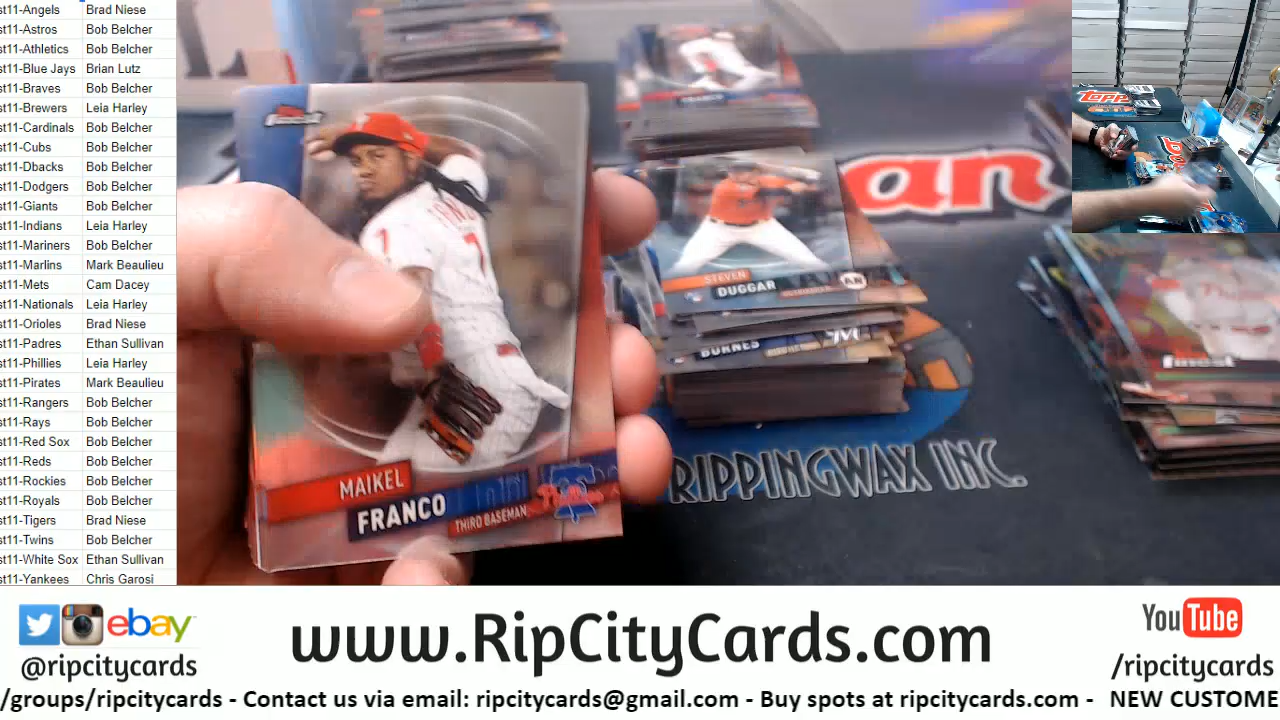 st11-Angels Brad Niese
st11-Astros Bob Belcher
st11-Athletics Bob Belcher
st11-Blue Jays Brian Lutz
st11-Braves Bob Belcher
st11-Brewers Leia Harley
st11-Cardinals Bob Belcher
st11-Cubs Bob Belcher
st11-Dbacks Bob Belcher
st11-Dodgers Bob Belcher
st11-Giants Bob Belcher
st11-Indians Leia Harley
st11-Mariners Bob Belcher
st11-Marlins Mark Beaulieu
st11-Mets Cam Dacey
st11-Nationals Leia Harley
st11-Orioles Brad Niese
st11-Padres Ethan Sullivan
st11-Phillies Leia Harley
st11-Pirates Mark Beaulieu
st11-Rangers Bob Belcher
st11-Rays Bob Belcher
st11-Red Sox Bob Belcher
st11-Reds Bob Belcher
st11-Rockies Bob Belcher
st11-Royals Bob Belcher
st11-Tigers Brad Niese
st11-Twins Bob Belcher
st11-White Sox Ethan Sullivan
st11-Yankees Chris Garosi
FRANCO
STEVEN
DUGGAR
BURNES
an
RIPPINGWAX INC.
finest
7
MAIKEL
FRANCO
THIRD BASEMAN
Phillies
Topp
ebay
@ripcitycards
www.RipCityCards.com
YouTube
/ripcitycards
/groups/ripcitycards - Contact us via email: ripcitycards@gmail.com - Buy spots at ripcitycards.com - NEW CUSTOME